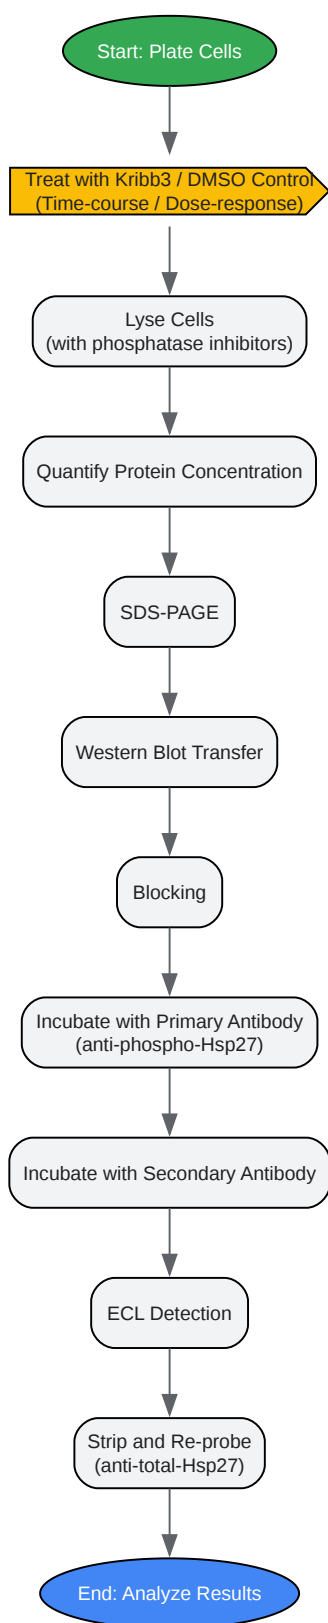 Start: Plate Cells
Treat with Kribb3 / DMSO Control
(Time-course / Dose-response)
Lyse Cells
(with phosphatase inhibitors)
Quantify Protein Concentration
SDS-PAGE
Western Blot Transfer
Blocking
Incubate with Primary Antibody
(anti-phospho-Hsp27)
Incubate with Secondary Antibody
ECL Detection
Strip and Re-probe
(anti-total-Hsp27)
End: Analyze Results